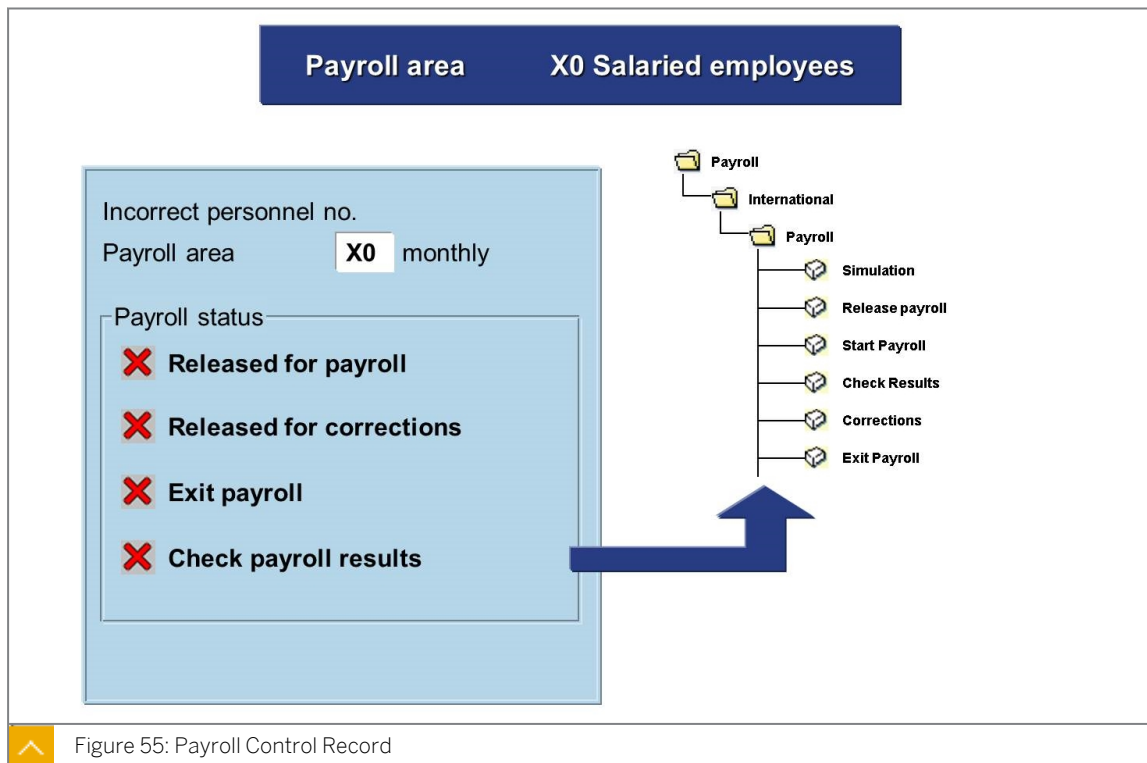 Payroll area X0 Salaried employees
Incorrect personnel no.
Payroll area X0 monthly
Payroll status
Released for payroll
Released for corrections
Exit payroll
Check payroll results
Payroll
International
Payroll
Simulation
Release payroll
Start Payroll
Check Results
Corrections
Exit Payroll
Figure 55: Payroll Control Record